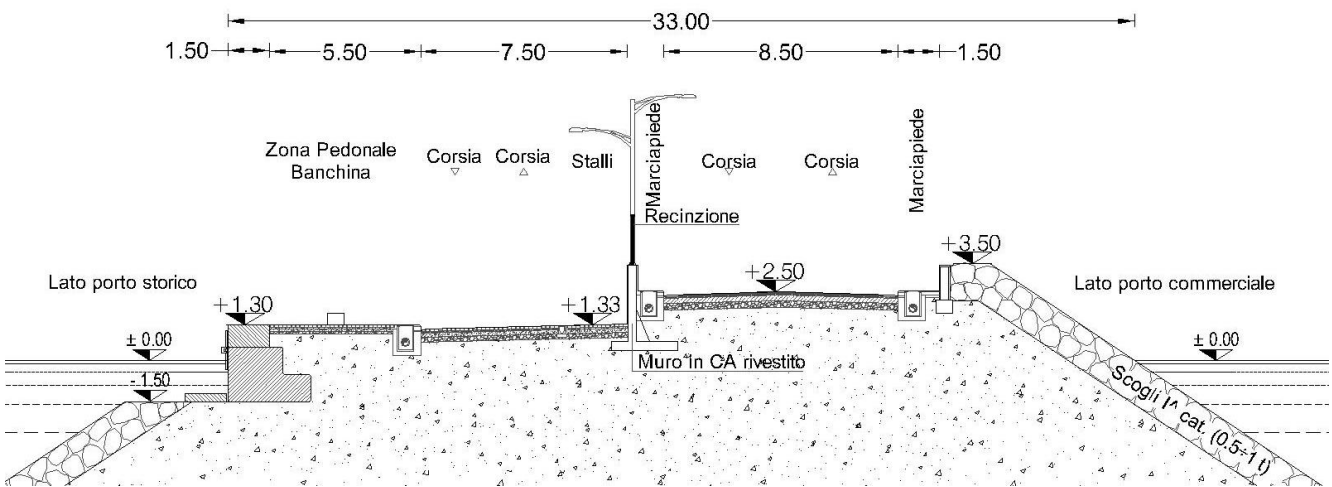 33.00
1.50 5.50 7.50 8.50 1.50
Zona Pedonale
Banchina
Corsia Corsia Stalli Marciapiede Corsia Corsia Marciapiede
Recinzione
+3.50
Lato porto storico +2.50 Lato porto commerciale
+1.30 +1.33
± 0.00 ± 0.00
Muro in CA rivestito
-1.50
Scogli I^ cat. (0.5÷1 t)